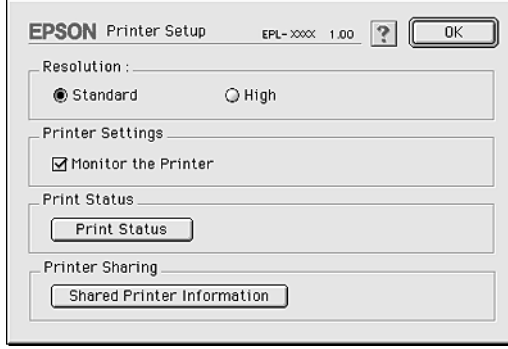 EPSON Printer Setup EPL-XXXX 1.00 ? OK
Resolution :
Standard High
Printer Settings
Monitor the Printer
Print Status
Print Status
Printer Sharing
Shared Printer Information